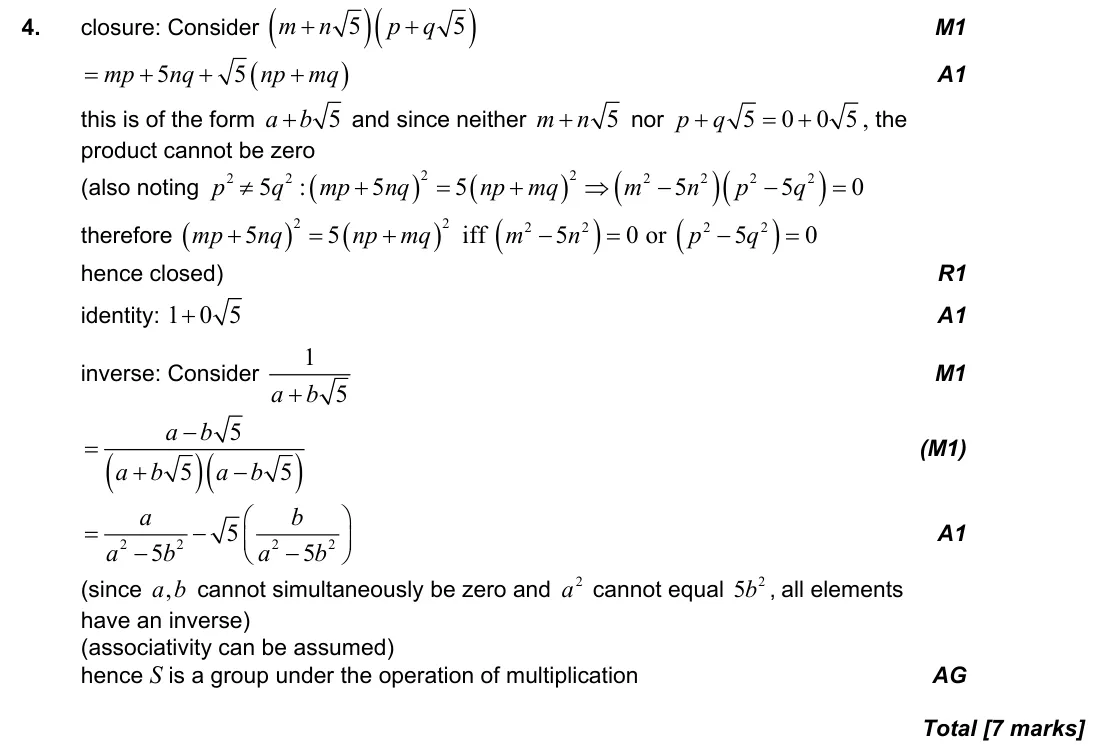 4. closure: Consider (m + n√5)(p + q√5) M1
= mp + 5nq + √5(np + mq) A1
this is of the form a + b√5 and since neither m + n√5 nor p + q√5 = 0 + 0√5, the
product cannot be zero
(also noting p² ≠ 5q² : (mp + 5nq)² = 5(np + mq)² ⇒ (m² − 5n²)(p² − 5q²) = 0
therefore (mp + 5nq)² = 5(np + mq)² iff (m² − 5n²) = 0 or (p² − 5q²) = 0
hence closed) R1
identity: 1 + 0√5 A1
inverse: Consider 1/(a + b√5) M1
= (a − b√5)/((a + b√5)(a − b√5)) (M1)
= a/(a² − 5b²) − √5(b/(a² − 5b²)) A1
(since a,b cannot simultaneously be zero and a² cannot equal 5b², all elements
have an inverse)
(associativity can be assumed)
hence S is a group under the operation of multiplication AG
Total [7 marks]